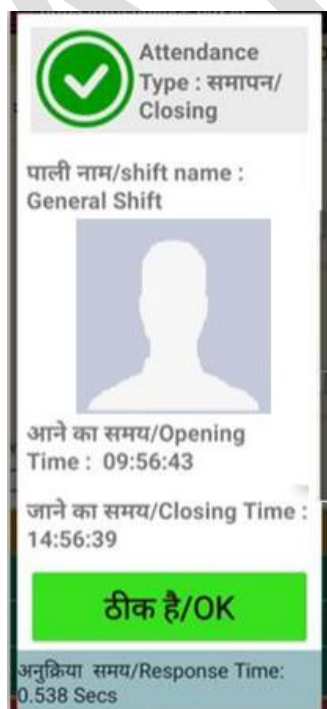 Attendance
Type : समापन/
Closing
पाली नाम/shift name :
General Shift
आने का समय/Opening
Time : 09:56:43
जाने का समय/Closing Time :
14:56:39
ठीक है/OK
अनुक्रिया समय/Response Time:
0.538 Secs